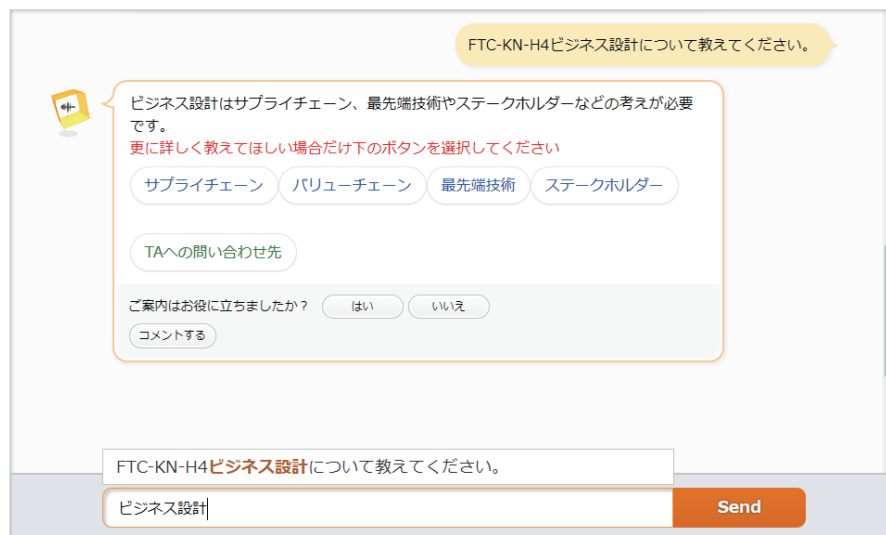 FTC-KN-H4ビジネス設計について教えてください。
ビジネス設計はサプライチェーン、最先端技術やステークホルダーなどの考えが必要
です。
更に詳しく教えてほしい場合だけ下のボタンを選択してください
サプライチェーン バリューチェーン 最先端技術 ステークホルダー
TAへの問い合わせ先
ご案内はお役に立ちましたか？ はい いいえ
コメントする
FTC-KN-H4ビジネス設計について教えてください。
ビジネス設計 Send